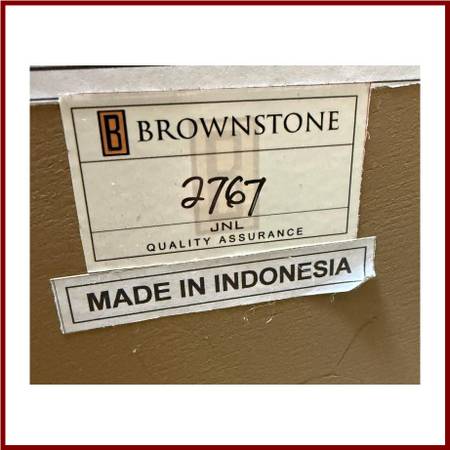 B BROWNSTONE
2767
JNL
QUALITY ASSURANCE
MADE IN INDONESIA